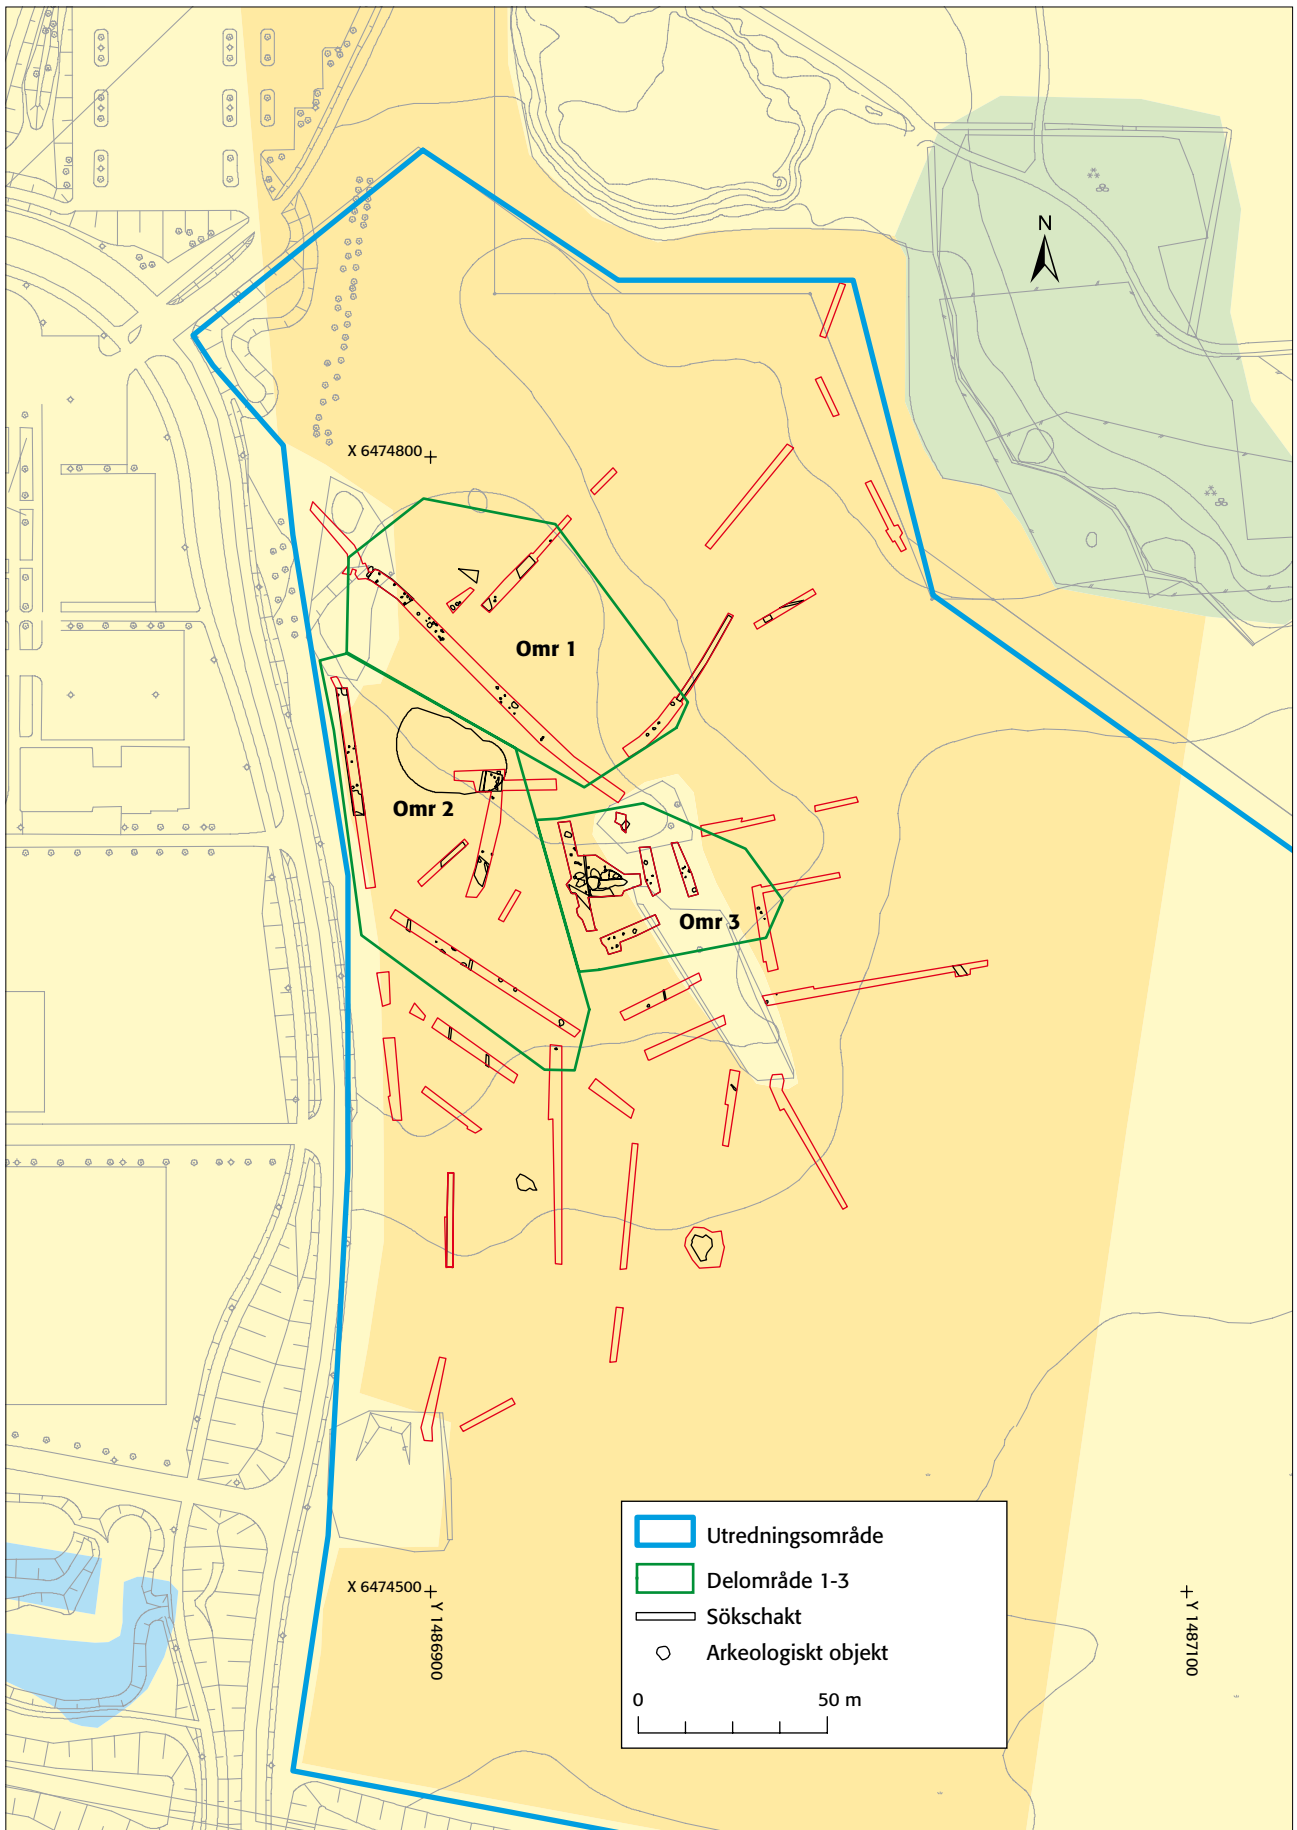 N
X 6474800
Omr 1
Omr 2
Omr 3
X 6474500
Y 1486900
Y 1487100
Utredningsområde
Delområde 1-3
Sökschakt
Arkeologiskt objekt
0 50 m